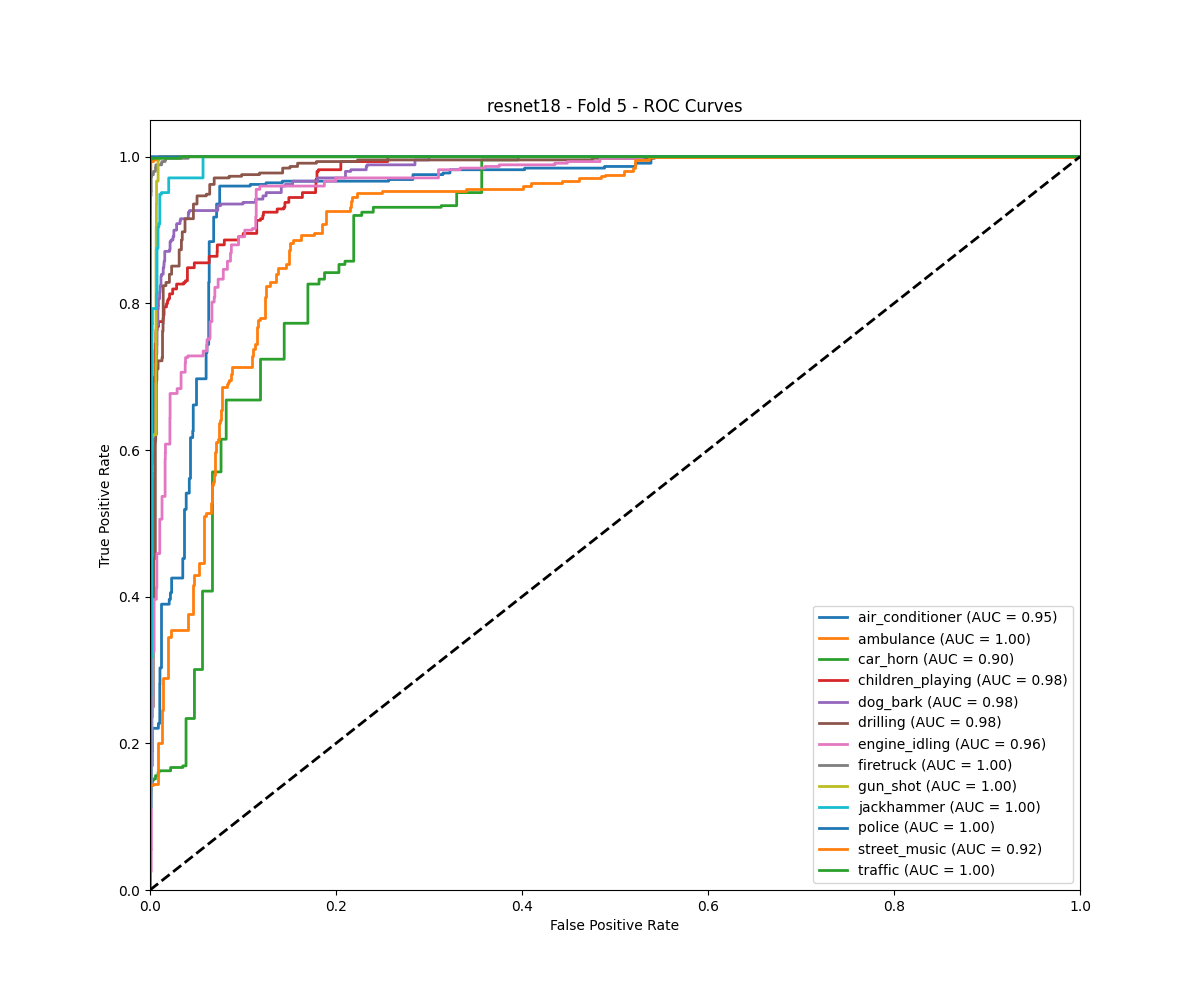 resnet18 - Fold 5 - ROC Curves
1.0
0.8
0.6
0.4
0.2
0.0
True Positive Rate
0.0 0.2 0.4 0.6 0.8 1.0
False Positive Rate
air_conditioner (AUC = 0.95)
ambulance (AUC = 1.00)
car_horn (AUC = 0.90)
children_playing (AUC = 0.98)
dog_bark (AUC = 0.98)
drilling (AUC = 0.98)
engine_idling (AUC = 0.96)
firetruck (AUC = 1.00)
gun_shot (AUC = 1.00)
jackhammer (AUC = 1.00)
police (AUC = 1.00)
street_music (AUC = 0.92)
traffic (AUC = 1.00)